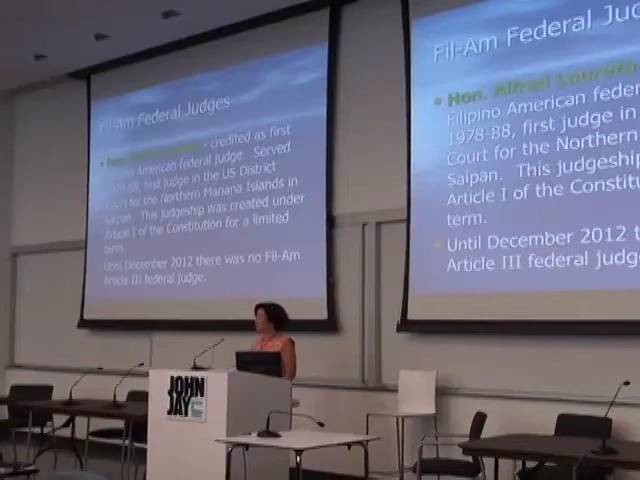 Fil-Am Federal Judges
- credited as first
American federal judge. Served
first judge in the US District
Court for the Northern Mariana Islands in
Saipan. This judgeship was created under
Article I of the Constitution for a limited
term.
Until December 2012 there was no Fil-Am
Article III federal judge.
Fil-Am Federal Jud
• Hon. Alfred Laureta
Filipino American feder
1978-88, first judge in
Court for the Northern
Saipan. This judgeship
Article I of the Constitu
term.
Until December 2012 t
Article III federal judg
JOHN
JAY